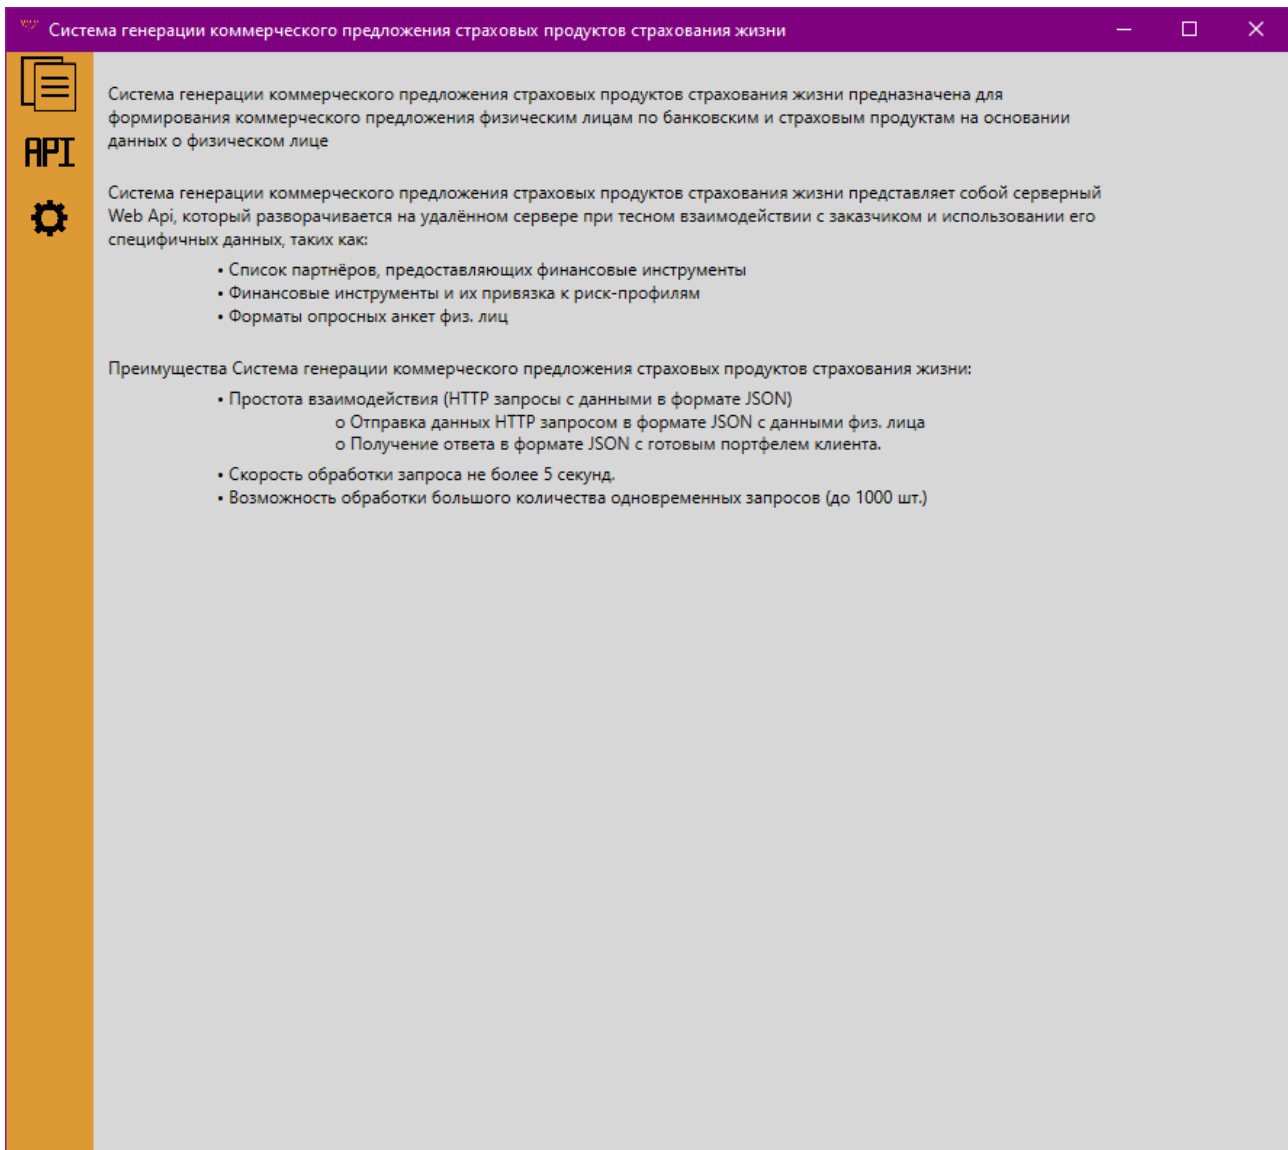 Система генерации коммерческого предложения страховых продуктов страхования жизни
Система генерации коммерческого предложения страховых продуктов страхования жизни предназначена для
формирования коммерческого предложения физическим лицам по банковским и страховым продуктам на основании
данных о физическом лице
API
Система генерации коммерческого предложения страховых продуктов страхования жизни представляет собой серверный
Web Api, который разворачивается на удалённом сервере при тесном взаимодействии с заказчиком и использовании его
специфичных данных, таких как:
• Список партнёров, предоставляющих финансовые инструменты
• Финансовые инструменты и их привязка к риск-профилям
• Форматы опросных анкет физ. лиц
Преимущества Система генерации коммерческого предложения страховых продуктов страхования жизни:
• Простота взаимодействия (HTTP запросы с данными в формате JSON)
o Отправка данных HTTP запросом в формате JSON с данными физ. лица
o Получение ответа в формате JSON с готовым портфелем клиента.
• Скорость обработки запроса не более 5 секунд.
• Возможность обработки большого количества одновременных запросов (до 1000 шт.)